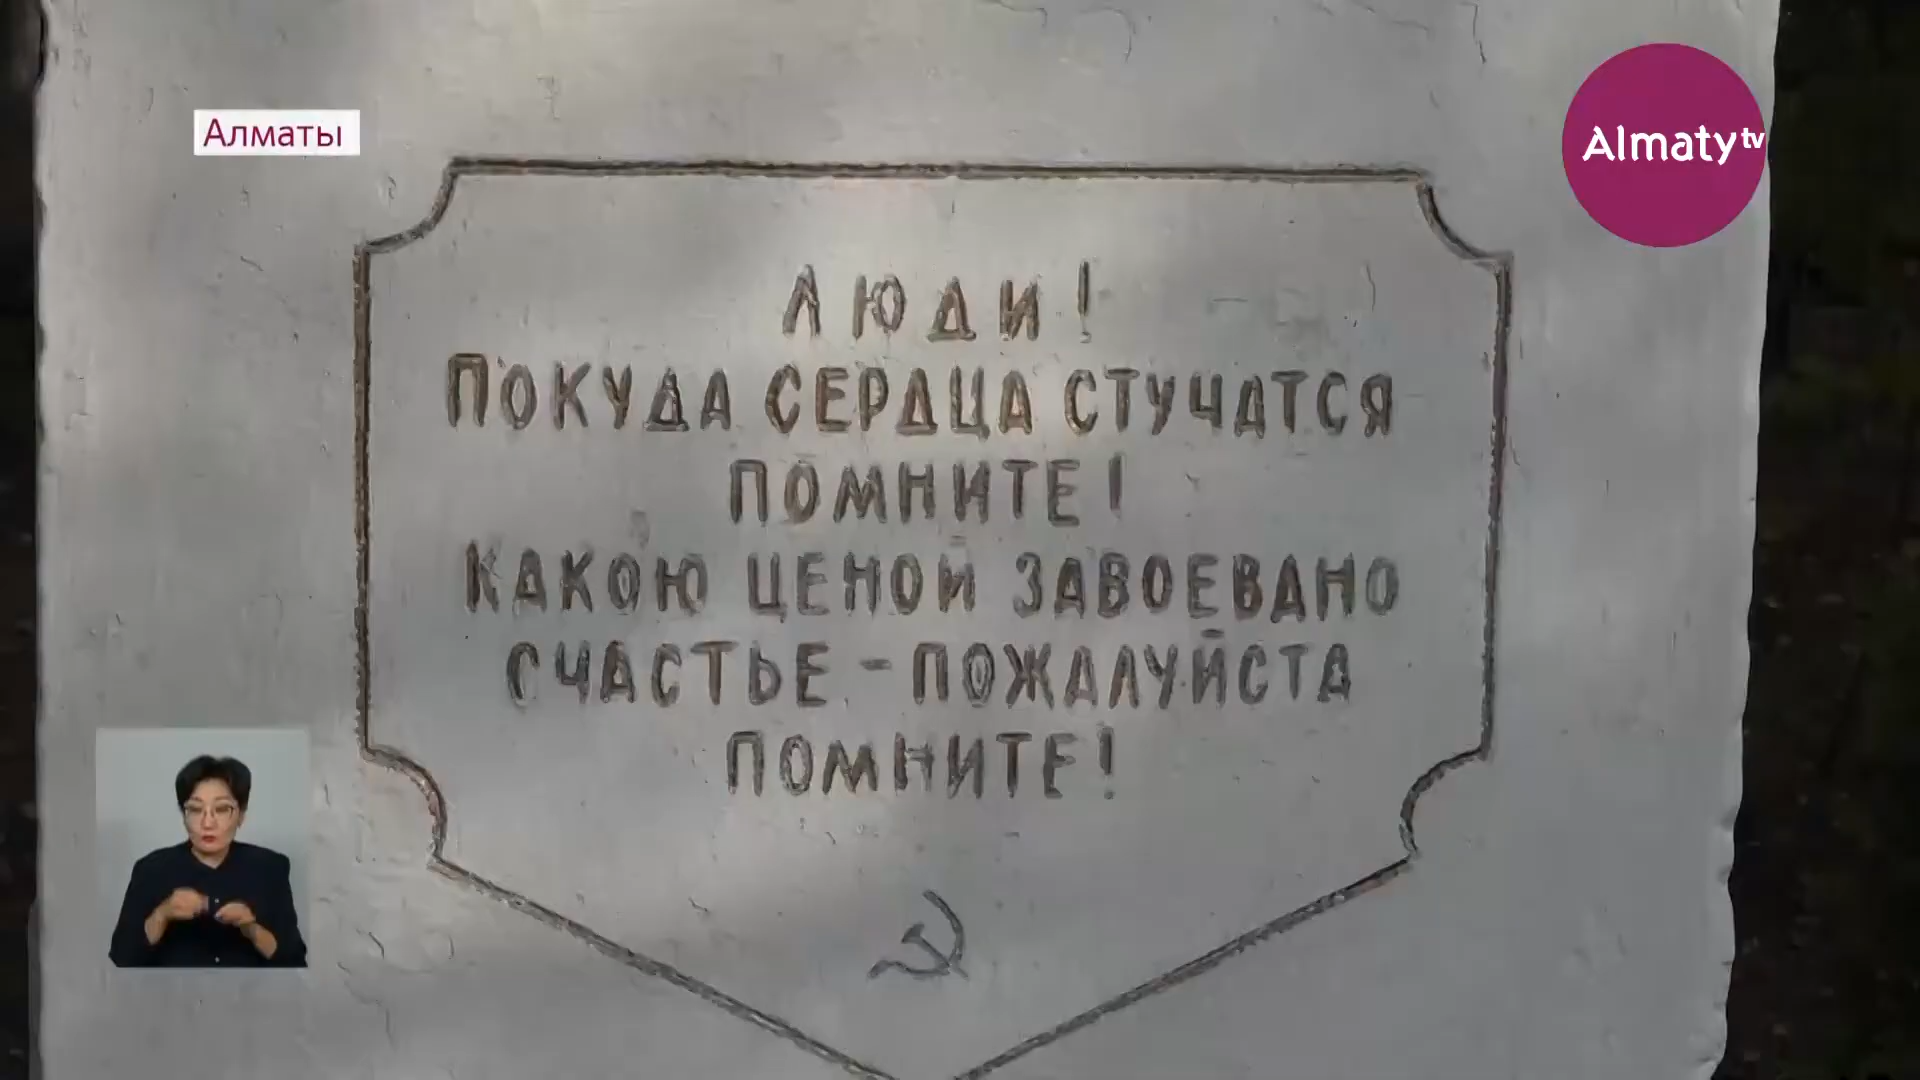 Алматы
Almaty tv
ЛЮДИ!
ПОКУДА СЕРДЦА СТУЧАТСЯ
ПОМНИТЕ!
КАКОЮ ЦЕНОЙ ЗАВОЕВАНО
СЧАСТЬЕ - ПОЖАЛУЙСТА
ПОМНИТЕ!